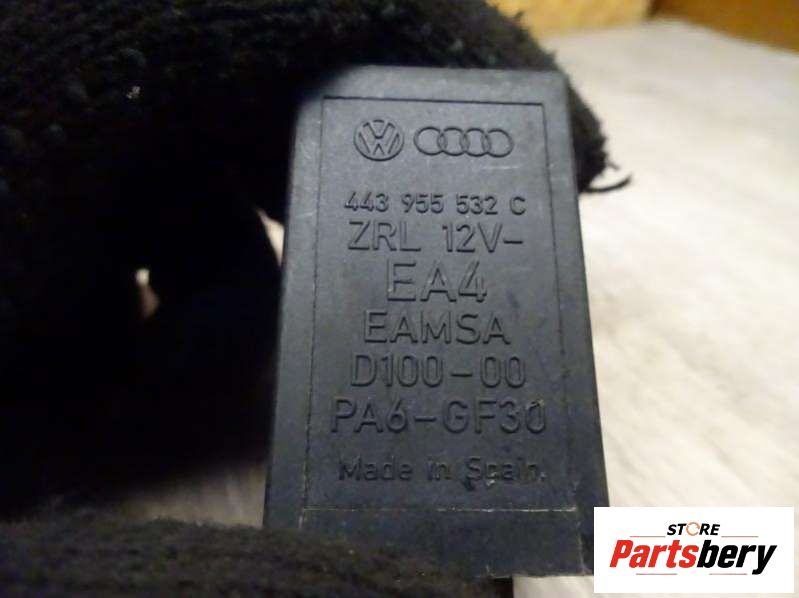 443 955 532 C
ZRL 12V-
EA4
EAMSA
D100-00
PA6-GF30
Made in Spain
STORE
Partsbery